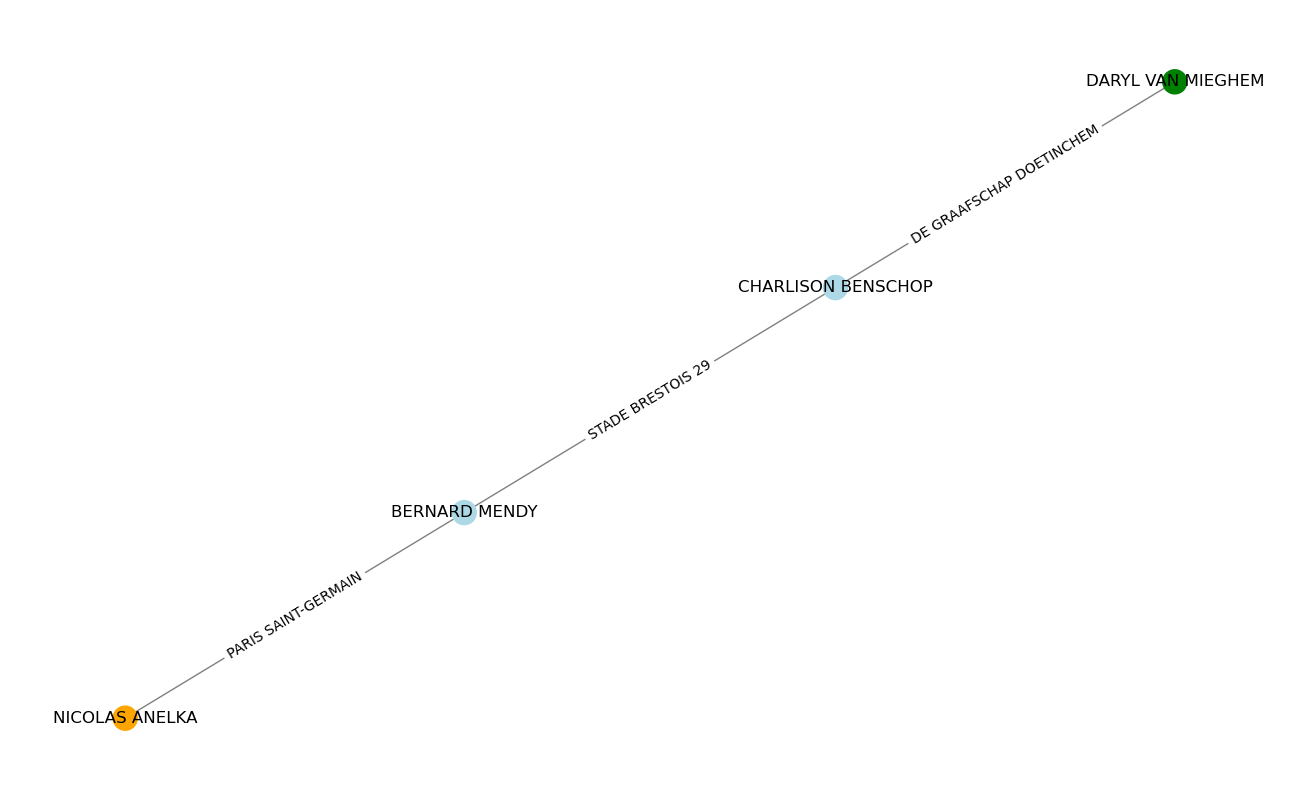 DARYL VAN MIEGHEM
DE GRAAFSCHAP DOETINCHEM
CHARLISON BENSCHOP
STADE BRESTOIS 29
BERNARD MENDY
PARIS SAINT-GERMAIN
NICOLAS ANELKA